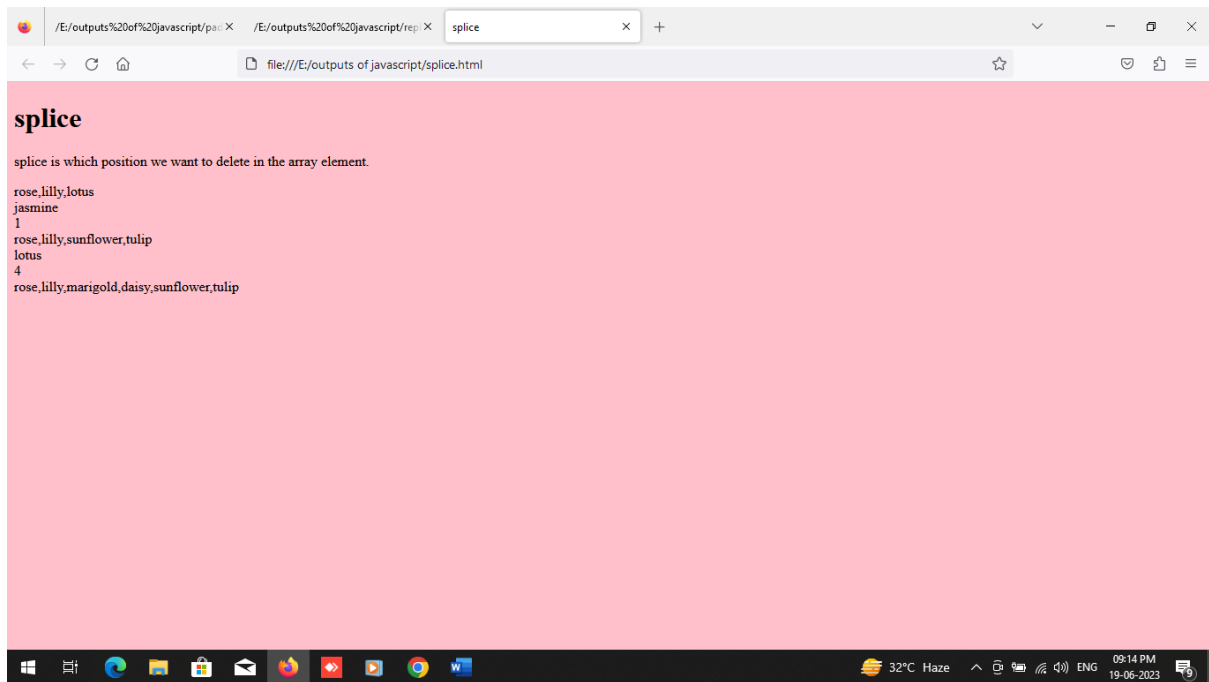 /E:/outputs%20of%20javascript/pad
/E:/outputs%20of%20javascript/repl
splice
file:///E:/outputs of javascript/splice.html
splice
splice is which position we want to delete in the array element.
rose,lilly,lotus
jasmine
1
rose,lilly,sunflower,tulip
lotus
4
rose,lilly,marigold,daisy,sunflower,tulip
32°C Haze
ENG
09:14 PM
19-06-2023
9